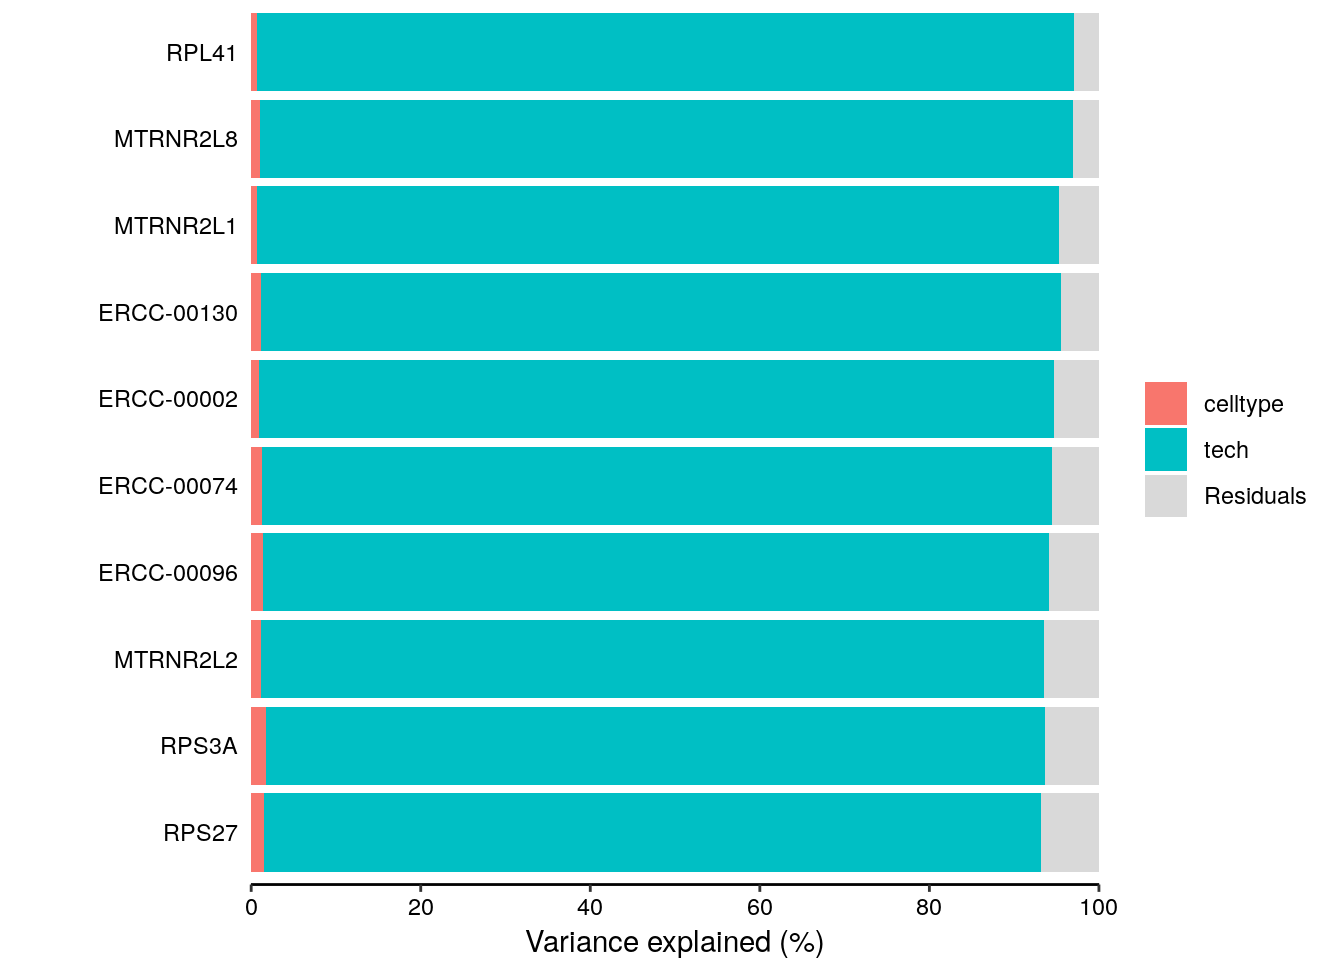 RPL41
MTRNR2L8
MTRNR2L1
ERCC-00130
ERCC-00002
ERCC-00074
ERCC-00096
MTRNR2L2
RPS3A
RPS27
celltype
tech
Residuals
0 20 40 60 80 100
Variance explained (%)